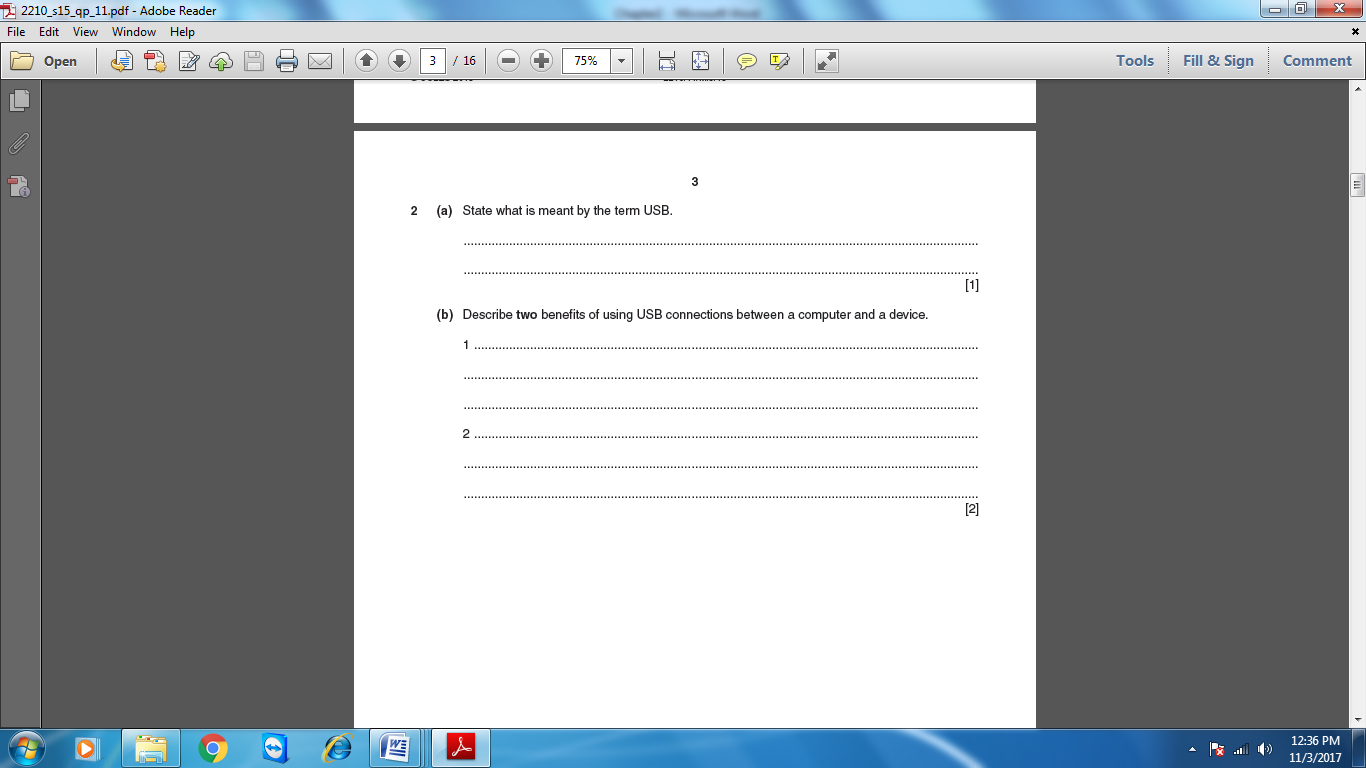 2210_s15_qp_11.pdf - Adobe Reader
File Edit View Window Help
Open 3 / 16 75% Tools Fill & Sign Comment
3
2 (a) State what is meant by the term USB.
..........................................................................................
..........................................................................................
[1]
(b) Describe two benefits of using USB connections between a computer and a device.
1 ..........................................................................................
..........................................................................................
..........................................................................................
2 ..........................................................................................
..........................................................................................
..........................................................................................
[2]
12:36 PM
11/3/2017